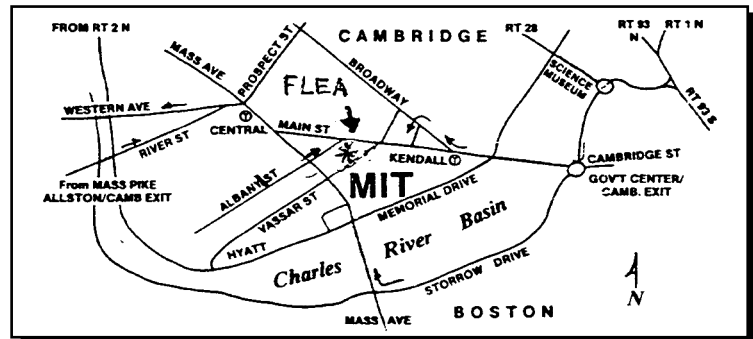 FROM RT 2 N
MASS AVE
PROSPECT ST
CAMBRIDGE
RT 28
RT 93 N
RT 1 N
FLEA
BROADWAY
SCIENCE MUSEUM
RT 93 S
WESTERN AVE
CENTRAL
T
MAIN ST
RIVER ST
KENDALL T
CAMBRIDGE ST
From MASS PIKE
ALLSTON/CAMB EXIT
ALBANY ST
MIT
GOV'T CENTER/
CAMB. EXIT
VASSAR ST
MEMORIAL DRIVE
HYATT
Charles River Basin
STORROW DRIVE
N
MASS AVE
BOSTON